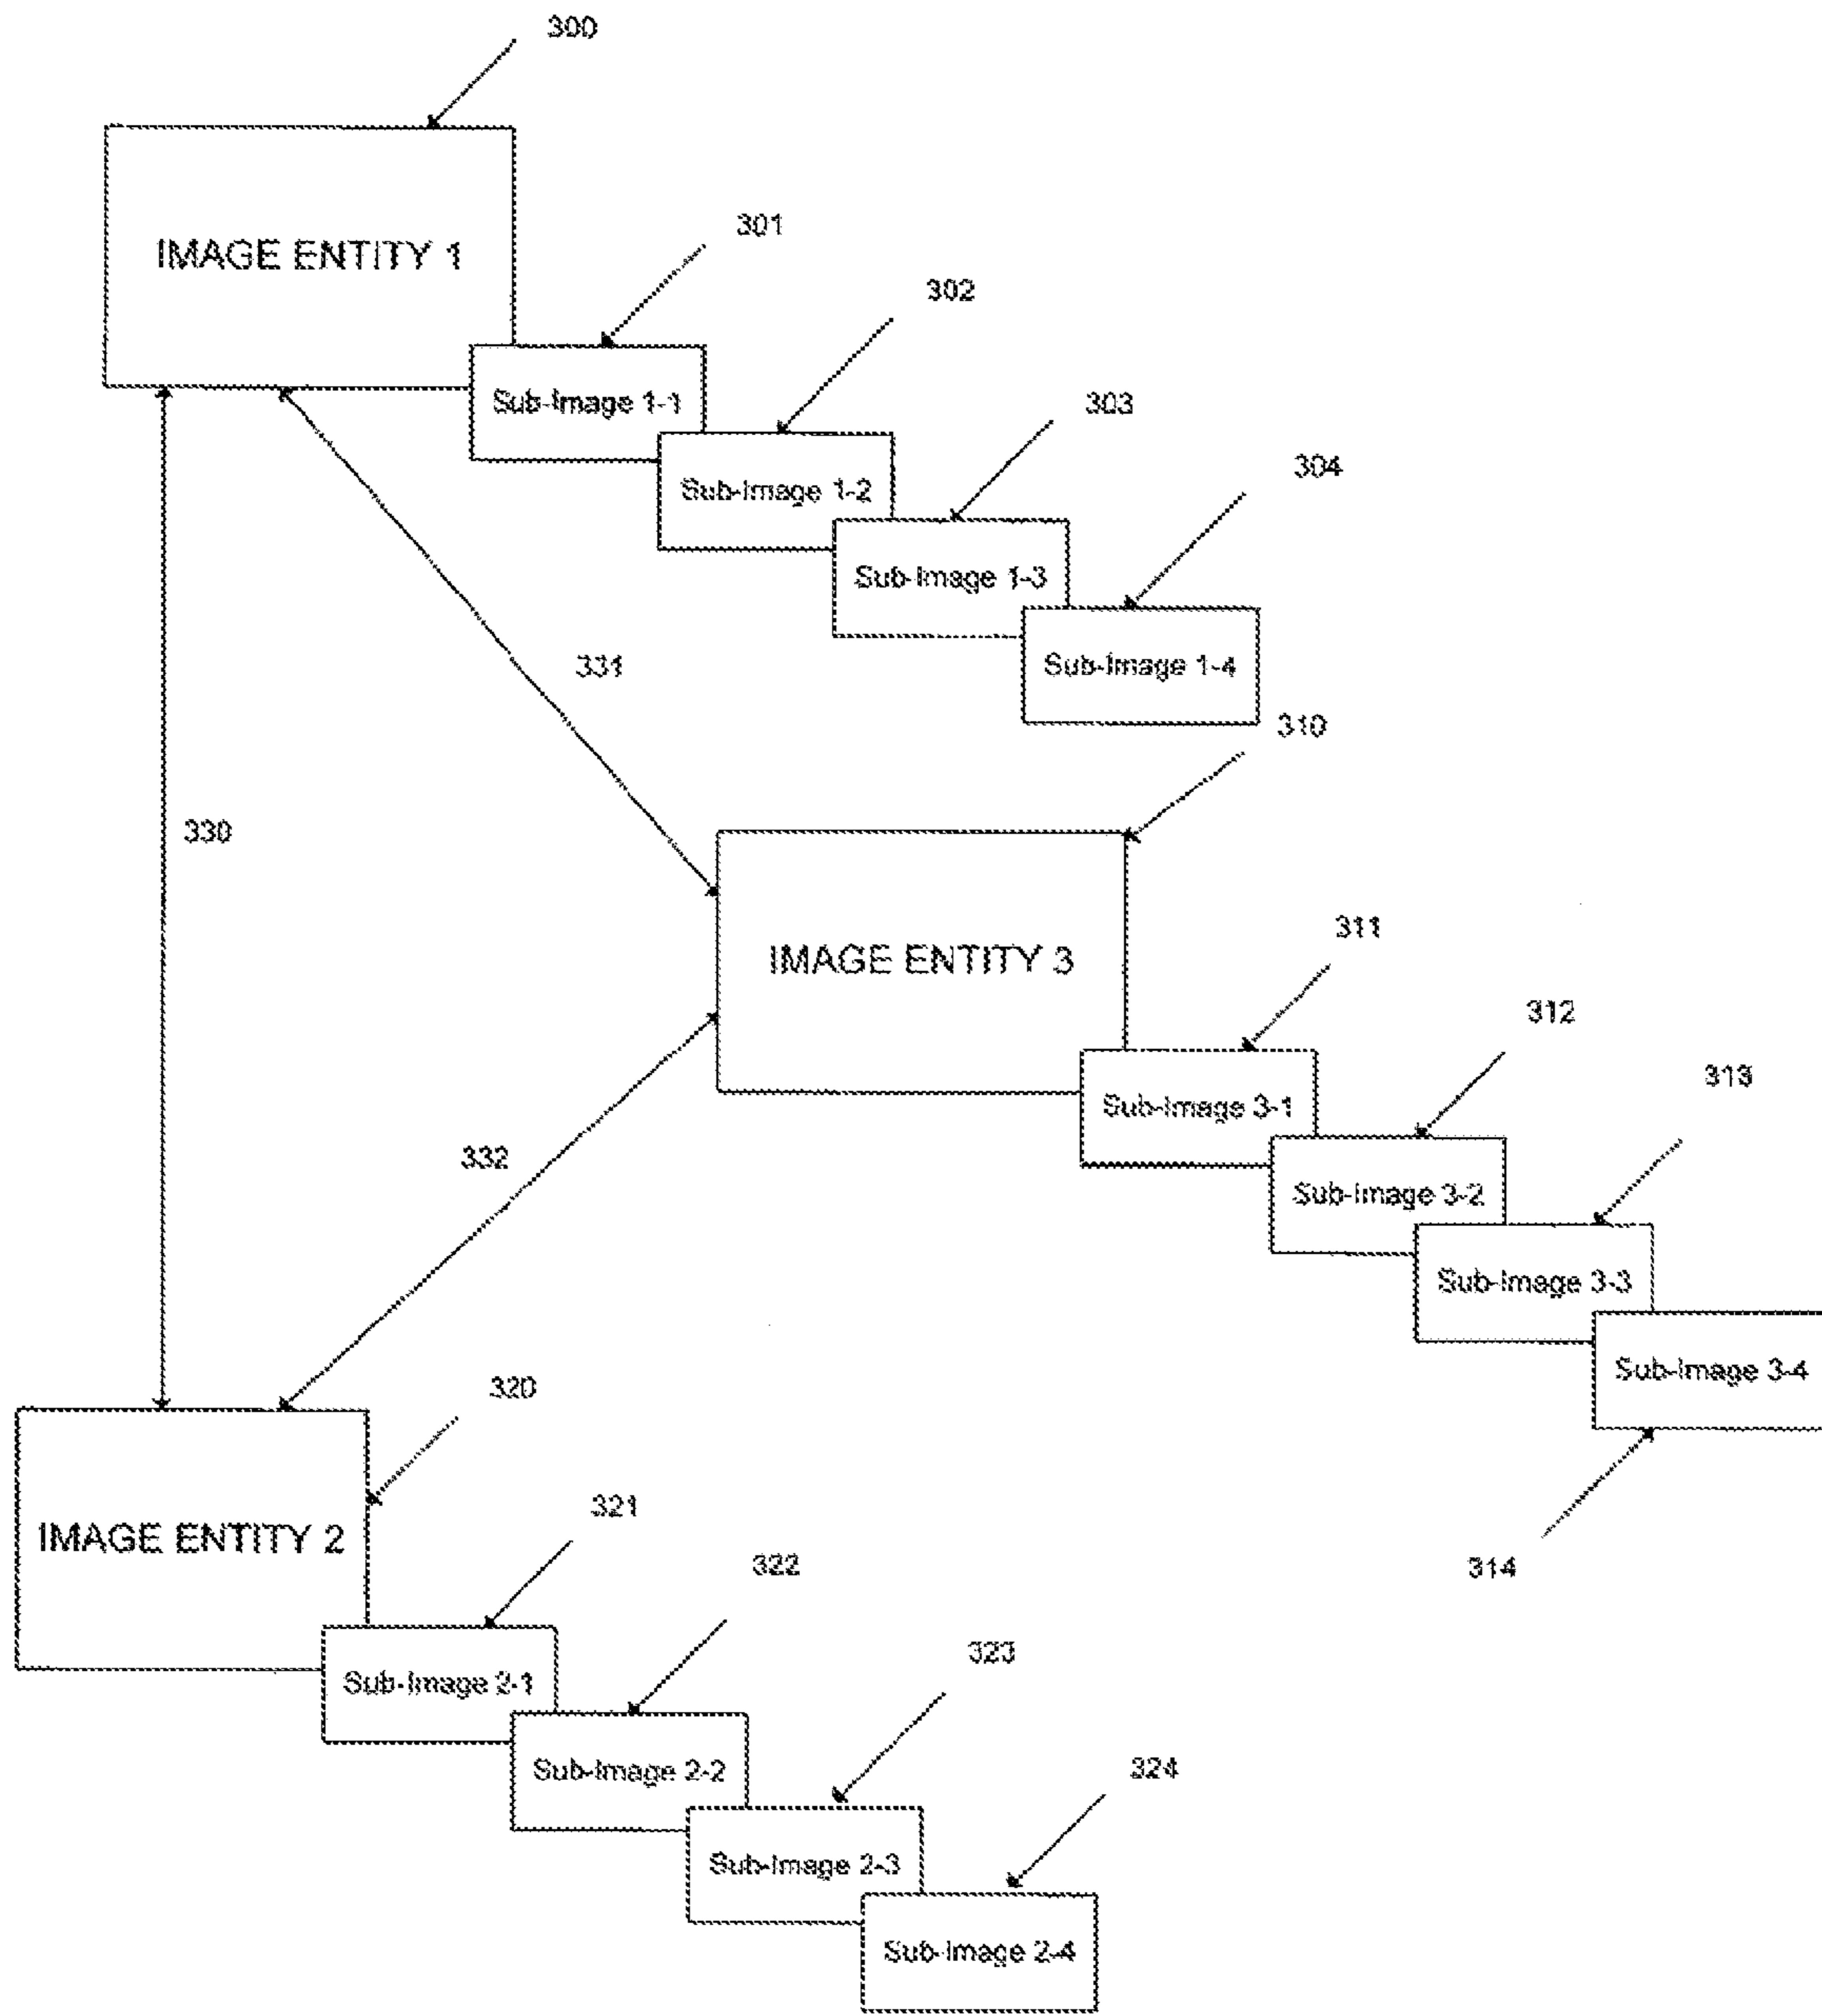 300
IMAGE ENTITY 1
301
302
Sub-Image 1-1
303
Sub-Image 1-2
304
Sub-Image 1-3
331
Sub-Image 1-4
310
330
IMAGE ENTITY 3
311
312
313
Sub-Image 3-1
332
Sub-Image 3-2
Sub-Image 3-3
Sub-Image 3-4
320
IMAGE ENTITY 2
321
322
314
323
Sub-Image 2-1
Sub-Image 2-2
324
Sub-Image 2-3
Sub-Image 2-4